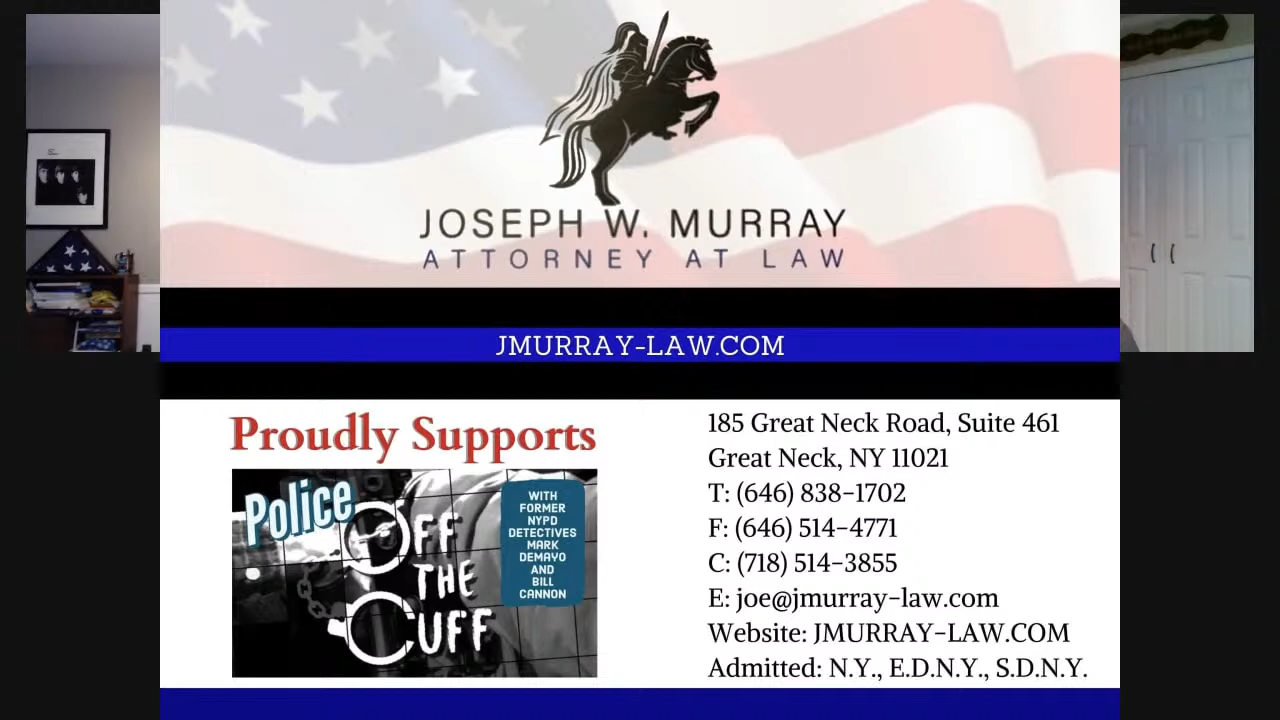 JOSEPH W. MURRAY
ATTORNEY AT LAW
JMURRAY-LAW.COM
Proudly Supports
Police
OFF
THE
CUFF
WITH
FORMER
NYPD
DETECTIVES
MARK
DEMAYO
AND
BILL
CANNON
185 Great Neck Road, Suite 461
Great Neck, NY 11021
T: (646) 838-1702
F: (646) 514-4771
C: (718) 514-3855
E: joe@jmurray-law.com
Website: JMURRAY-LAW.COM
Admitted: N.Y., E.D.N.Y., S.D.N.Y.